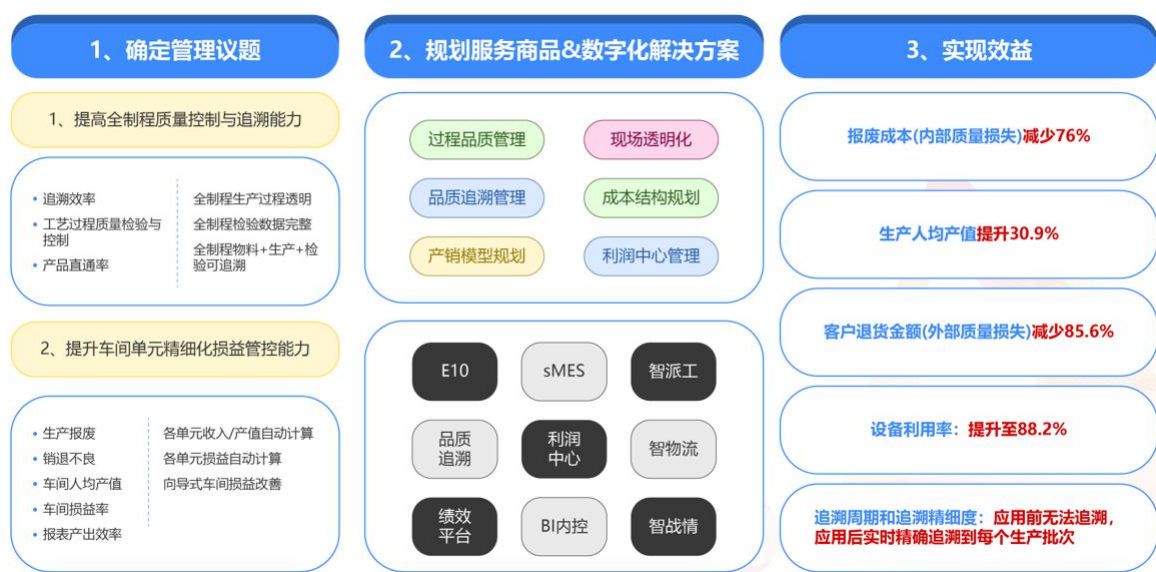 1、确定管理议题
1、提高全制程质量控制与追溯能力
• 追溯效率
• 工艺过程质量检验与
控制
• 产品直通率
全制程生产过程透明
全制程检验数据完整
全制程物料+生产+检
验可追溯
2、提升车间单元精细化损益管控能力
• 生产报废
• 销退不良
• 车间人均产值
• 车间损益率
• 报表产出效率
各单元收入/产值自动计算
各单元损益自动计算
向导式车间损益改善
2、规划服务商品&数字化解决方案
过程品质管理
现场透明化
品质追溯管理
成本结构规划
产销模型规划
利润中心管理
E10
sMES
智派工
品质
追溯
利润
中心
智物流
绩效
平台
BI内控
智战情
3、实现效益
报废成本(内部质量损失)减少76%
生产人均产值提升30.9%
客户退货金额(外部质量损失)减少85.6%
设备利用率：提升至88.2%
追溯周期和追溯精细度：应用前无法追溯，
应用后实时精确追溯到每个生产批次